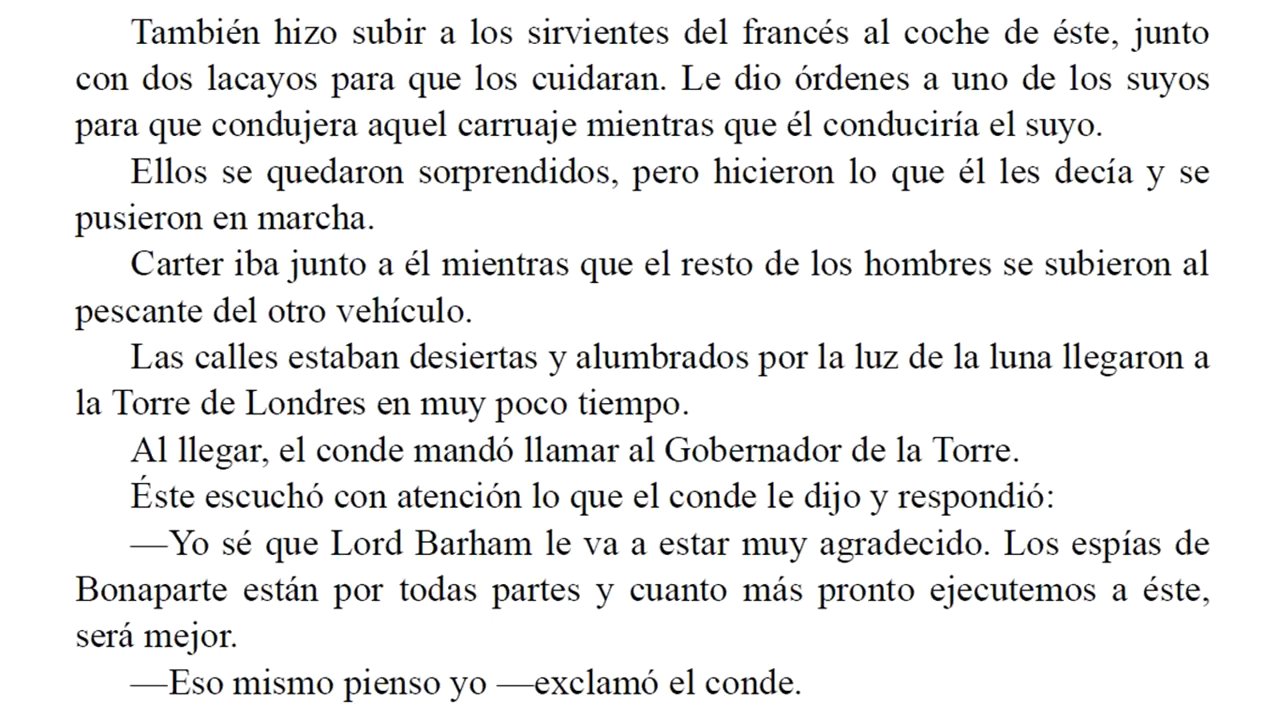 También hizo subir a los sirvientes del francés al coche de éste, junto
con dos lacayos para que los cuidaran. Le dio órdenes a uno de los suyos
para que condujera aquel carruaje mientras que él conduciría el suyo.
Ellos se quedaron sorprendidos, pero hicieron lo que él les decía y se
pusieron en marcha.
Carter iba junto a él mientras que el resto de los hombres se subieron al
pescante del otro vehículo.
Las calles estaban desiertas y alumbrados por la luz de la luna llegaron a
la Torre de Londres en muy poco tiempo.
Al llegar, el conde mandó llamar al Gobernador de la Torre.
Éste escuchó con atención lo que el conde le dijo y respondió:
—Yo sé que Lord Barham le va a estar muy agradecido. Los espías de
Bonaparte están por todas partes y cuanto más pronto ejecutemos a éste,
será mejor.
—Eso mismo pienso yo —exclamó el conde.